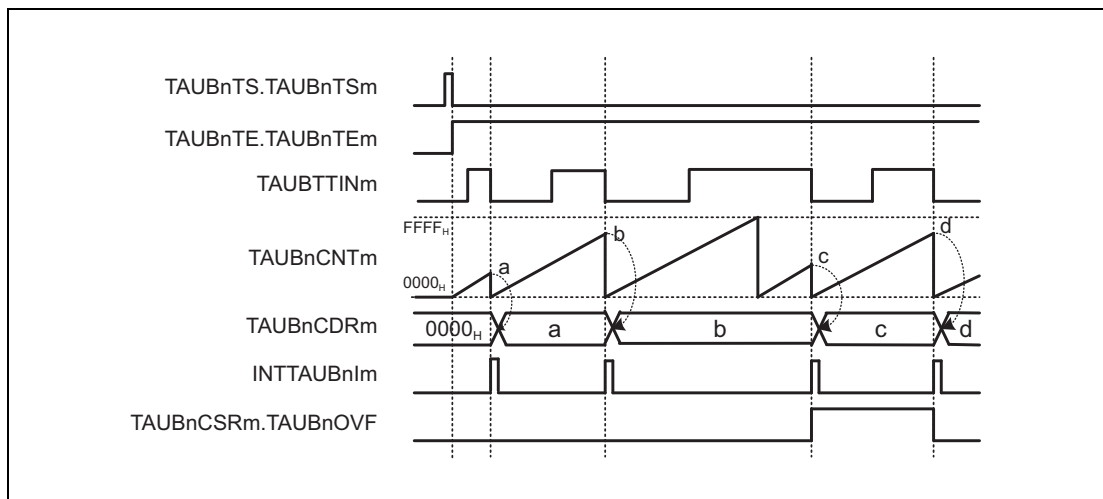 TAUBnTS.TAUBnTSm
TAUBnTE.TAUBnTEm
TAUBTTINm
FFFFH
TAUBnCNTm
0000H
a
b
c
d
TAUBnCDRm
0000H a b c d
INTTAUBnIm
TAUBnCSRm.TAUBnOVF